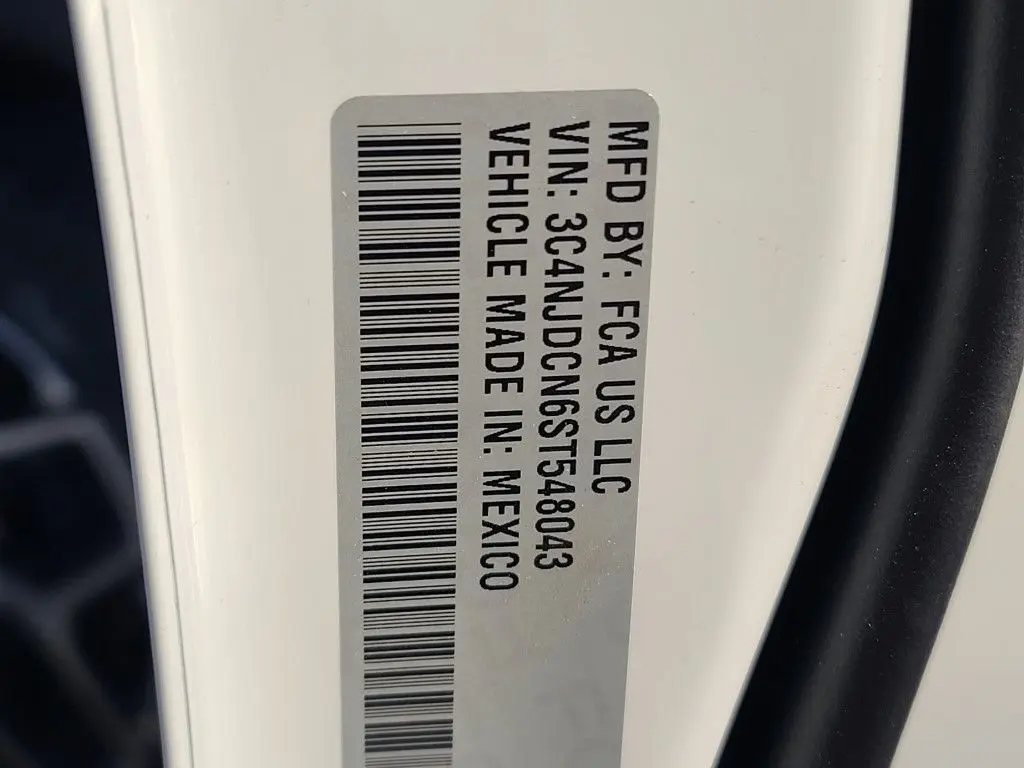 MFD BY: FCA US LLC
VIN: 3C4NJDCN6ST548043
VEHICLE MADE IN: MEXICO